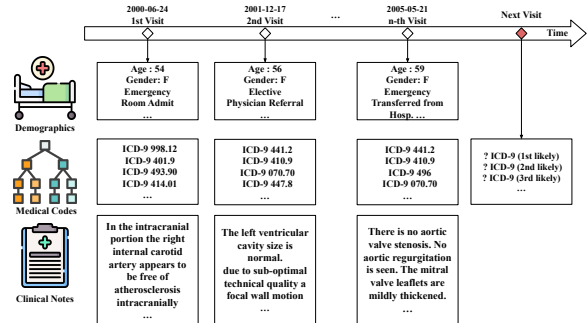 2000-06-24
1st Visit
2001-12-17
2nd Visit
...
2005-05-21
n-th Visit
Next Visit
Time
Demographics
Age : 54
Gender: F
Emergency
Room Admit
...
Age : 56
Gender: F
Elective
Physician Referral
...
Age : 59
Gender: F
Emergency
Transferred from
Hosp. ...
Medical Codes
ICD-9 998.12
ICD-9 401.9
ICD-9 493.90
ICD-9 414.01
...
ICD-9 441.2
ICD-9 410.9
ICD-9 070.70
ICD-9 447.8
...
ICD-9 441.2
ICD-9 410.9
ICD-9 496
ICD-9 070.70
...
? ICD-9 (1st likely)
? ICD-9 (2nd likely)
? ICD-9 (3rd likely)
...
Clinical Notes
In the intracranial
portion the right
internal carotid
artery appears to
be free of
atherosclerosis
intracranially
...
The left ventricular
cavity size is
normal.
due to sub-optimal
technical quality a
focal wall motion
...
There is no aortic
valve stenosis. No
aortic regurgitation
is seen. The mitral
valve leaflets are
mildly thickened.
...